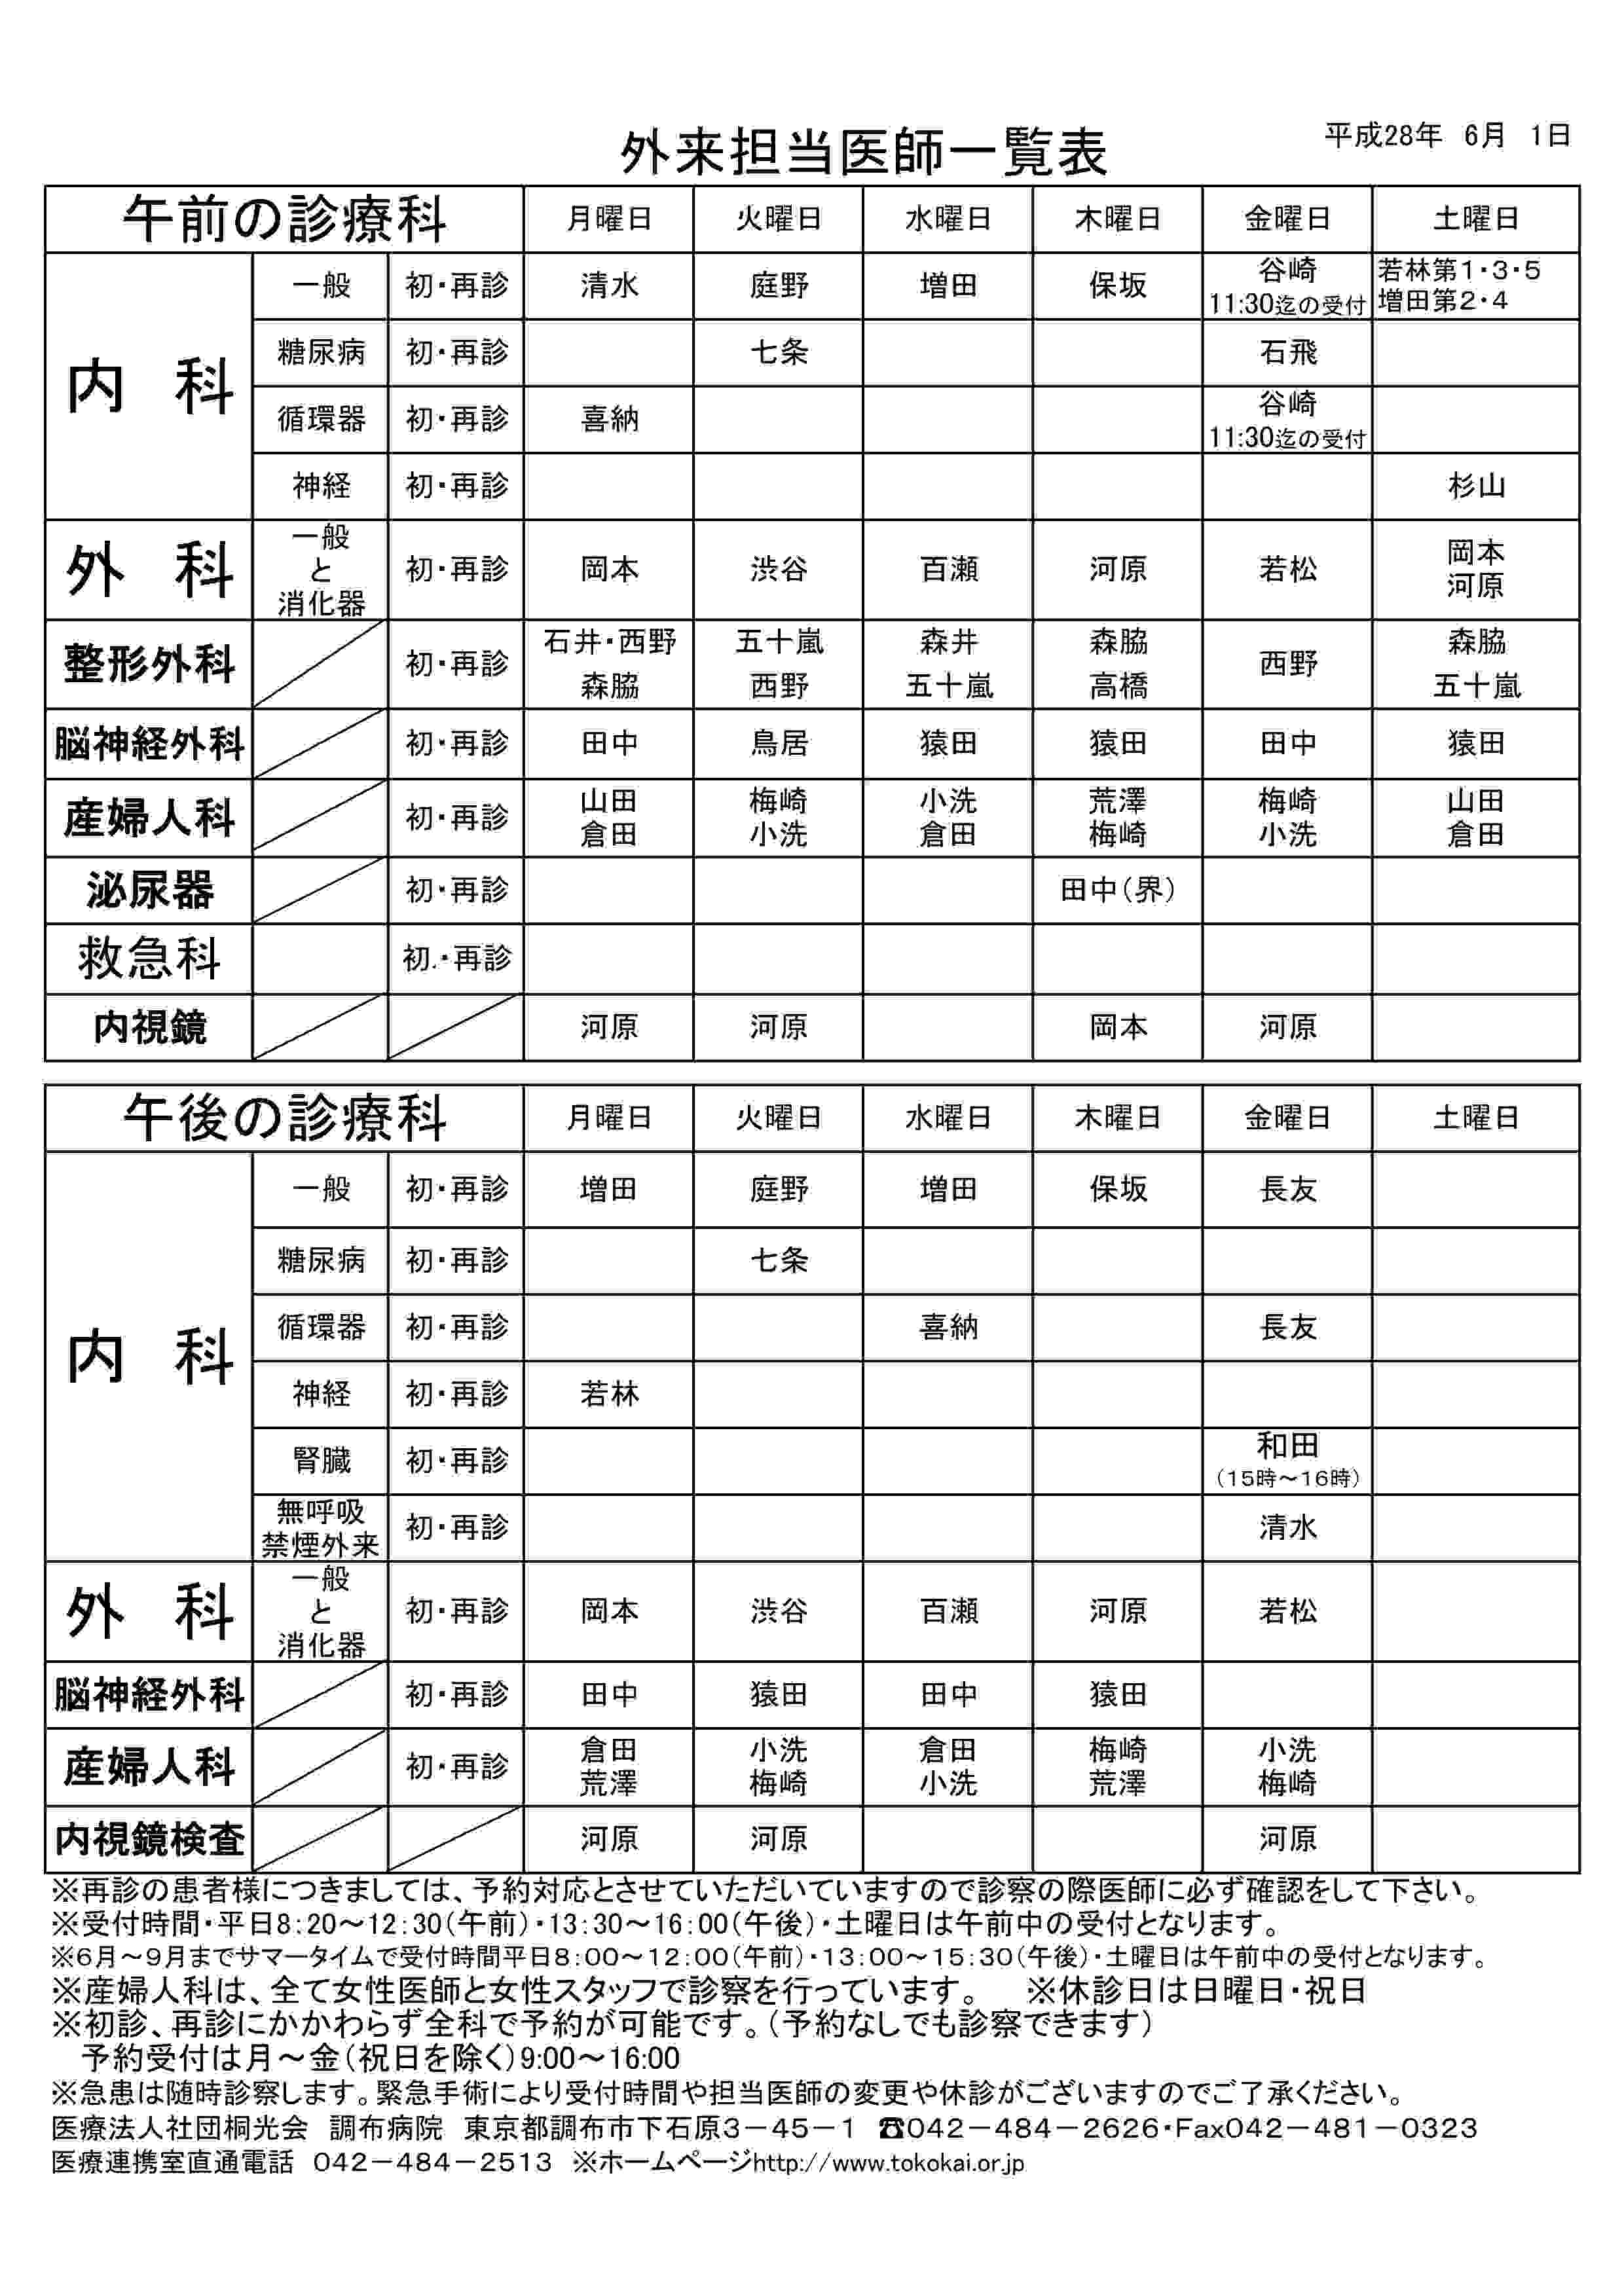 外来担当医師一覧表
平成28年 6月 1日
午前の診療科 月曜日 火曜日 水曜日 木曜日 金曜日 土曜日
内 科
一般 初・再診 清水 庭野 増田 保坂 谷崎 11:30迄の受付 若林第1・3・5 増田第2・4
糖尿病 初・再診 七条 石飛
循環器 初・再診 喜納 谷崎 11:30迄の受付
神経 初・再診 杉山
外 科 一般と消化器 初・再診 岡本 渋谷 百瀬 河原 若松 岡本 河原
整形外科 初・再診 石井・西野 森脇 五十嵐 西野 森井 五十嵐 森脇 高橋 西野 森脇 五十嵐
脳神経外科 初・再診 田中 鳥居 猿田 猿田 田中 猿田
産婦人科 初・再診 山田 倉田 梅崎 小洗 小洗 倉田 荒澤 梅崎 梅崎 小洗 山田 倉田
泌尿器 初・再診 田中(界)
救急科 初.・再診
内視鏡 河原 河原 岡本 河原
午後の診療科 月曜日 火曜日 水曜日 木曜日 金曜日 土曜日
内 科
一般 初・再診 増田 庭野 増田 保坂 長友
糖尿病 初・再診 七条
循環器 初・再診 喜納 長友
神経 初・再診 若林
腎臓 初・再診 和田 (15時～16時)
無呼吸 禁煙外来 初・再診 清水
外 科 一般と消化器 初・再診 岡本 渋谷 百瀬 河原 若松
脳神経外科 初・再診 田中 猿田 田中 猿田
産婦人科 初・再診 倉田 荒澤 小洗 梅崎 倉田 小洗 梅崎 荒澤 小洗 梅崎
内視鏡検査 河原 河原 河原
※再診の患者様につきましては、予約対応とさせていただいていますので診察の際医師に必ず確認をして下さい。
※受付時間・平日8:20～12:30(午前)・13:30～16:00(午後)・土曜日は午前中の受付となります。
※6月～9月までサマータイムで受付時間平日8:00～12:00(午前)・13:00～15:30(午後)・土曜日は午前中の受付となります。
※産婦人科は、全て女性医師と女性スタッフで診察を行っています。 ※休診日は日曜日・祝日
※初診、再診にかかわらず全科で予約が可能です。(予約なしでも診察できます)
予約受付は月～金(祝日を除く)9:00～16:00
※急患は随時診察します。緊急手術により受付時間や担当医師の変更や休診がございますのでご了承ください。
医療法人社団桐光会 調布病院 東京都調布市下石原3－45－1 ☎042－484－2626・Fax042－481－0323
医療連携室直通電話 042－484－2513 ※ホームページhttp://www.tokokai.or.jp